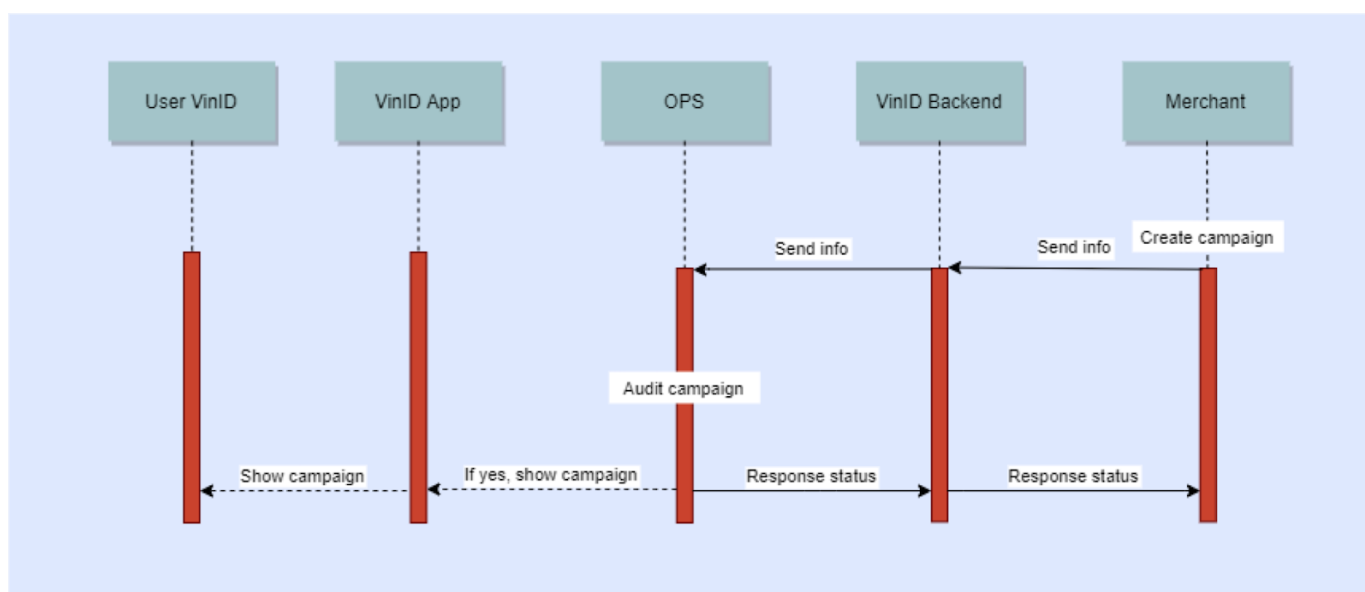 User VinID
VinID App
OPS
VinID Backend
Merchant
Create campaign
Send info
Send info
Audit campaign
Show campaign
If yes, show campaign
Response status
Response status